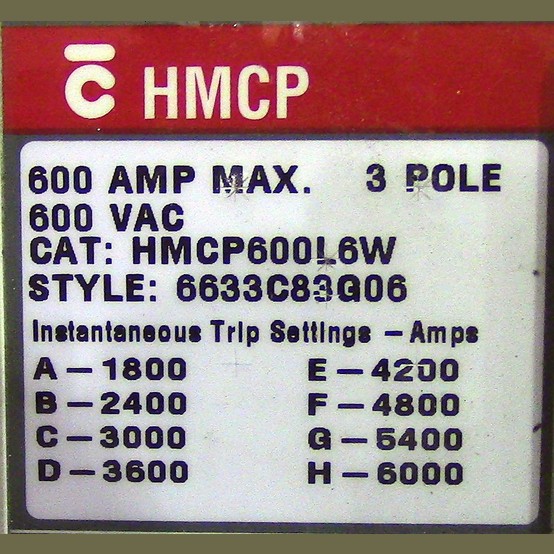 C HMCP
600 AMP MAX. 3 POLE
600 VAC
CAT: HMCP600L6W
STYLE: 6633C83G06
Instantaneous Trip Settings – Amps
A – 1800 E – 4200
B – 2400 F – 4800
C – 3000 G – 5400
D – 3600 H – 6000